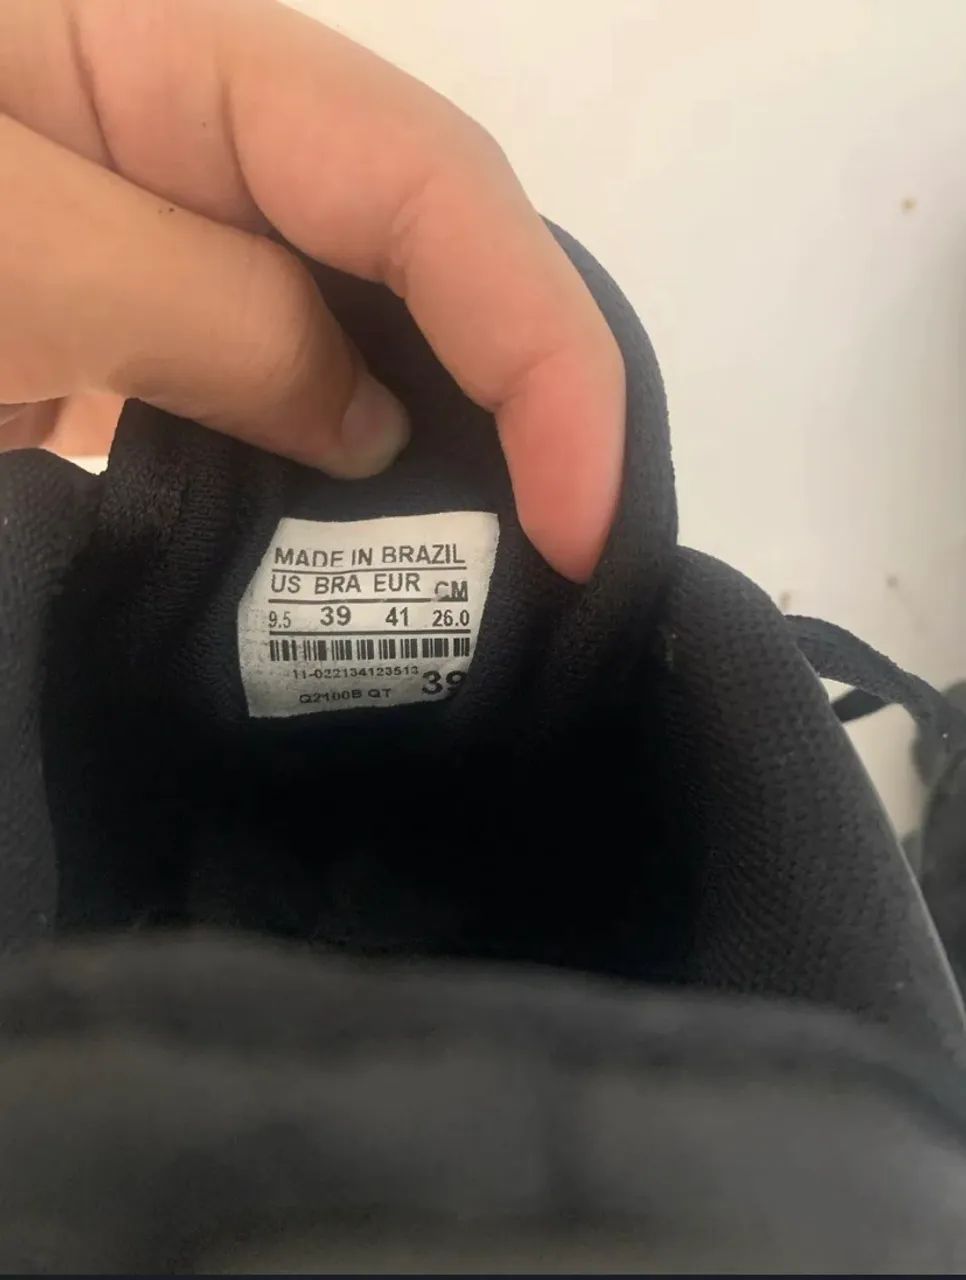 MADE IN BRAZIL
US BRA EUR CM
9.5 39 41 26.0
11-022134123513
Q2100B QT 39